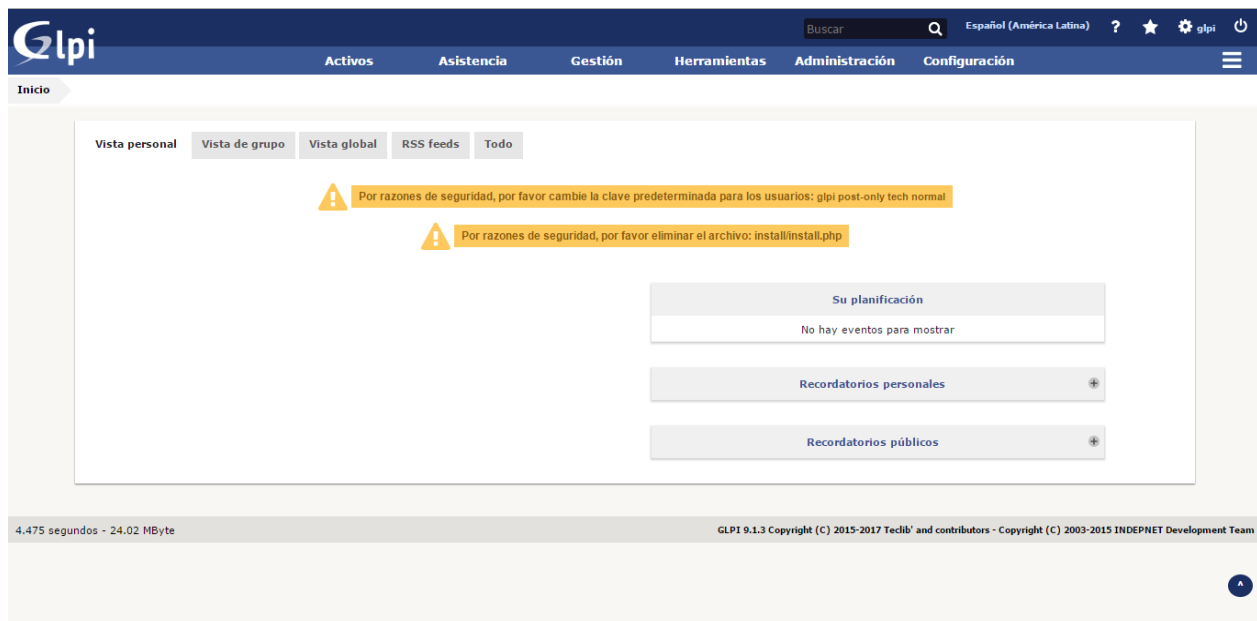 Glpi
Buscar
Español (América Latina)
? glpi
Activos Asistencia Gestión Herramientas Administración Configuración
Inicio
Vista personal Vista de grupo Vista global RSS feeds Todo
Por razones de seguridad, por favor cambie la clave predeterminada para los usuarios: glpi post-only tech normal
Por razones de seguridad, por favor eliminar el archivo: install/install.php
Su planificación
No hay eventos para mostrar
Recordatorios personales
Recordatorios públicos
4.475 segundos - 24.02 MByte
GLPI 9.1.3 Copyright (C) 2015-2017 Teclib' and contributors - Copyright (C) 2003-2015 INDEPNET Development Team
^